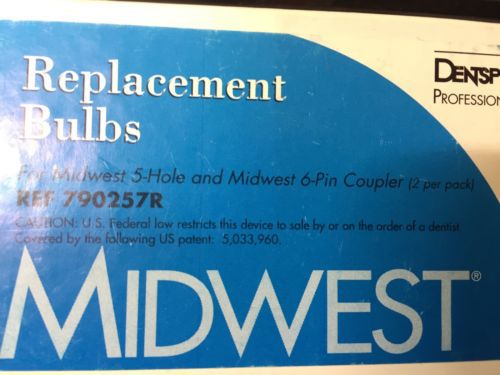 Replacement
Bulbs
DENTSP
PROFESSION
For Midwest 5-Hole and Midwest 6-Pin Coupler (2 per pack)
REF 790257R
CAUTION: U.S. Federal law restricts this device to sale by or on the order of a dentist
Covered by the following US patent: 5,033,960.
MIDWEST®